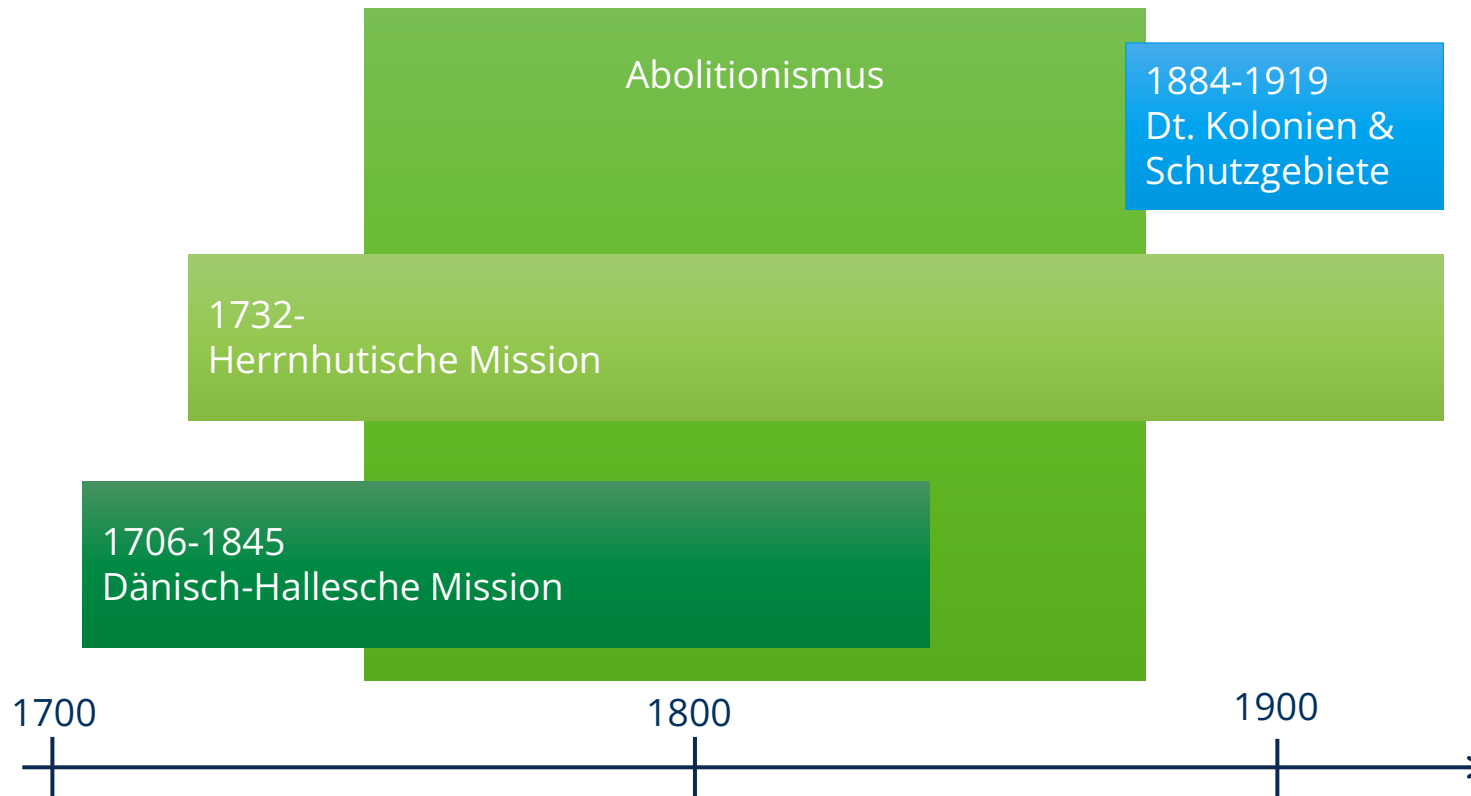 Abolitionismus
1884-1919
Dt. Kolonien &
Schutzgebiete
1732-
Herrnhutische Mission
1706-1845
Dänisch-Hallesche Mission
1700
1800
1900